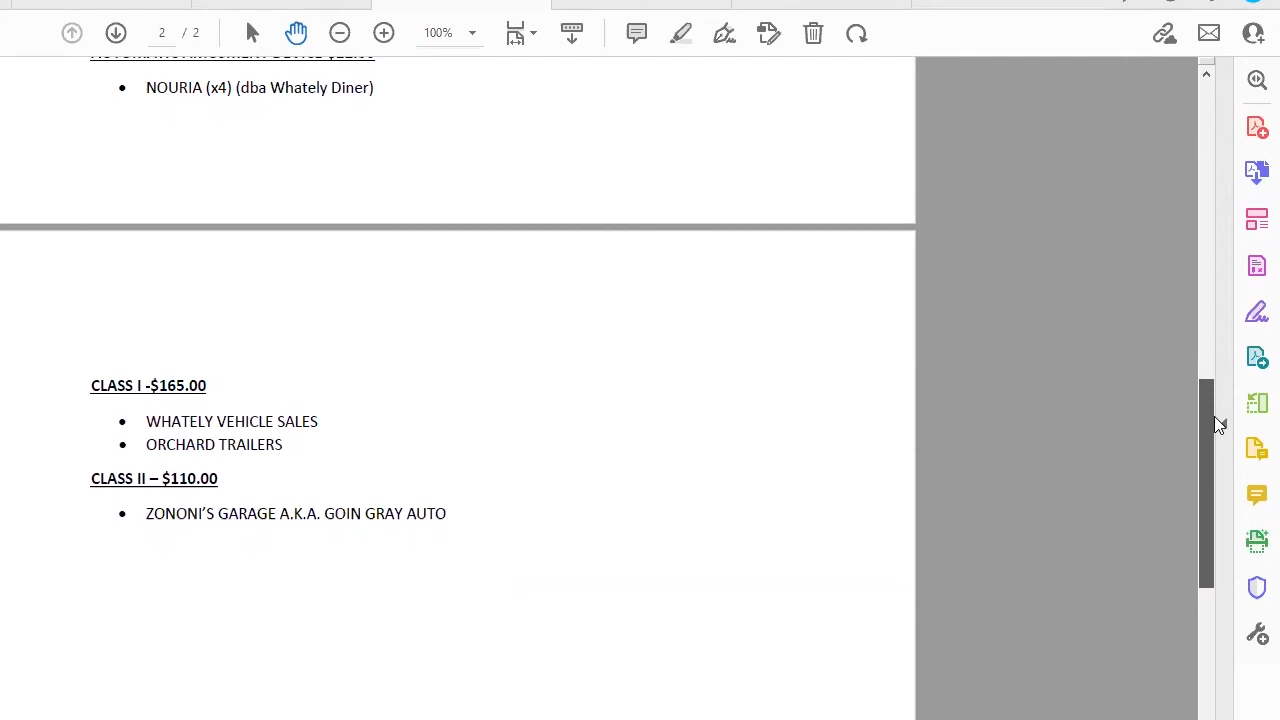 2 / 2
100%
NOURIA (x4) (dba Whately Diner)
CLASS I -$165.00
WHATELY VEHICLE SALES
ORCHARD TRAILERS
CLASS II – $110.00
ZONONI’S GARAGE A.K.A. GOIN GRAY AUTO